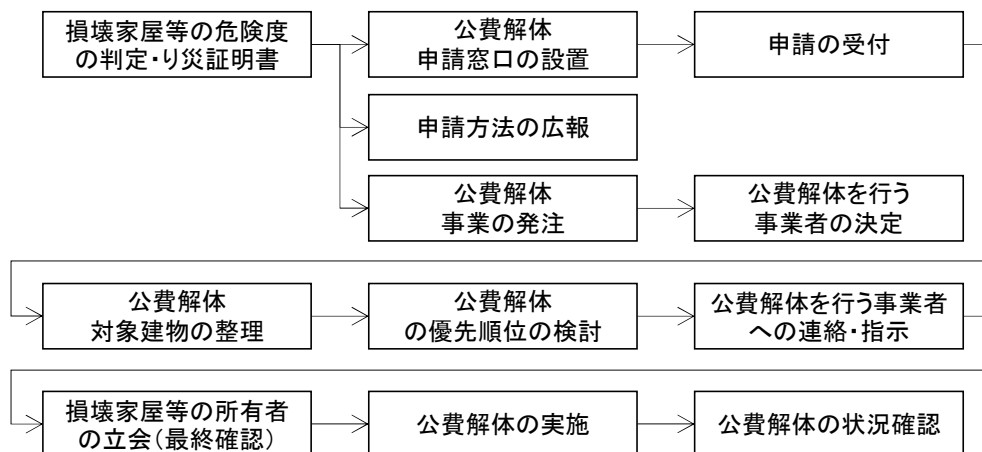 損壊家屋等の危険度
の判定・り災証明書
公費解体
申請窓口の設置
申請の受付
申請方法の広報
公費解体
事業の発注
公費解体を行う
事業者の決定
公費解体
対象建物の整理
公費解体
の優先順位の検討
公費解体を行う事業者
への連絡・指示
損壊家屋等の所有者
の立会(最終確認)
公費解体の実施
公費解体の状況確認